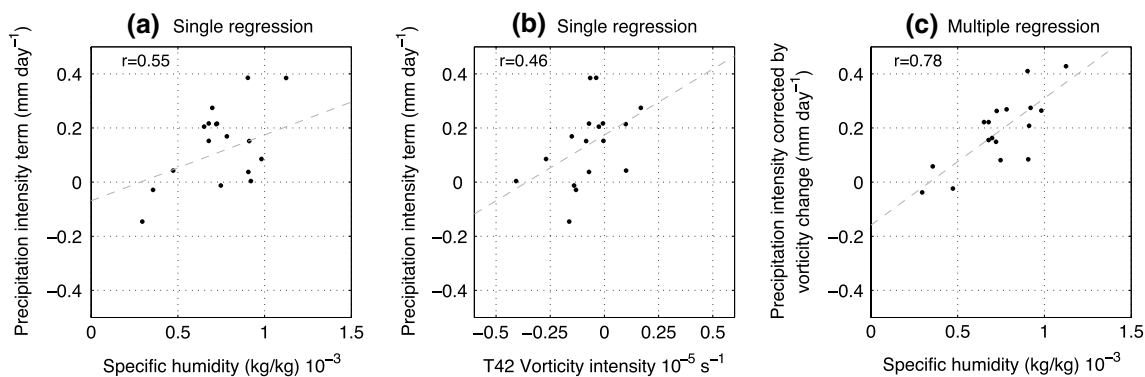 (a) Single regression
r=0.55
Precipitation intensity term (mm day⁻¹)
0.4
0.2
0
−0.2
−0.4
0 0.5 1 1.5
Specific humidity (kg/kg) 10⁻³
(b) Single regression
r=0.46
Precipitation intensity term (mm day⁻¹)
0.4
0.2
0
−0.2
−0.4
−0.5 −0.25 0 0.25 0.5
T42 Vorticity intensity 10⁻⁵ s⁻¹
(c) Multiple regression
r=0.78
Precipitation intensity corrected by
vorticity change (mm day⁻¹)
0.4
0.2
0
−0.2
−0.4
0 0.5 1 1.5
Specific humidity (kg/kg) 10⁻³